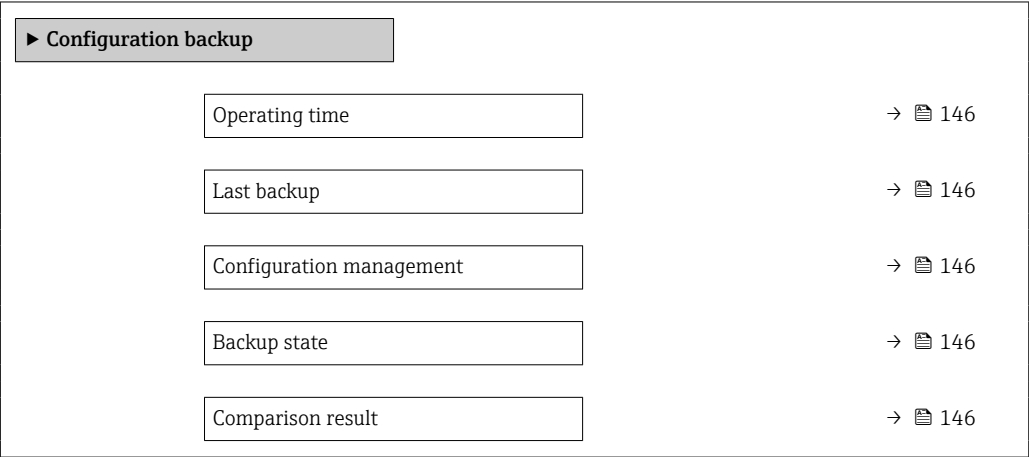 ► Configuration backup
Operating time → 🖺 146
Last backup → 🖺 146
Configuration management → 🖺 146
Backup state → 🖺 146
Comparison result → 🖺 146